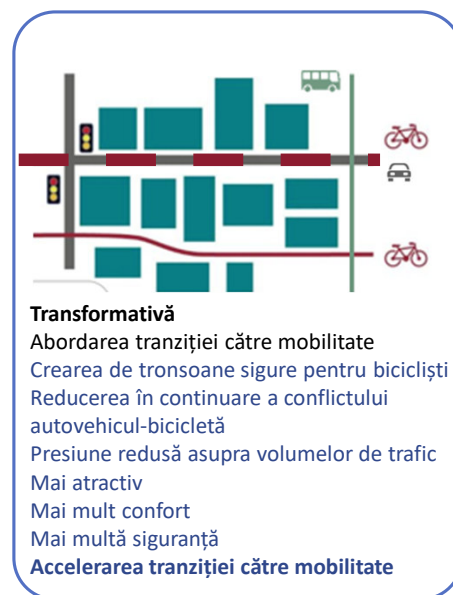 Transformativă
Abordarea tranziției către mobilitate
Crearea de tronsoane sigure pentru bicicliști
Reducerea în continuare a conflictului
autovehicul-bicicletă
Presiune redusă asupra volumelor de trafic
Mai atractiv
Mai mult confort
Mai multă siguranță
Accelerarea tranziției către mobilitate